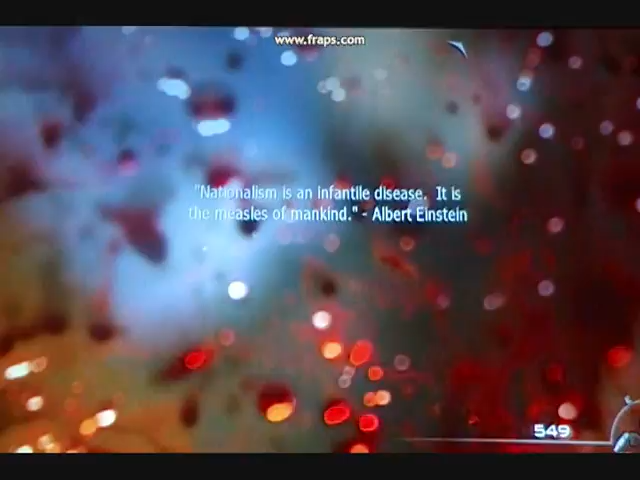 www.fraps.com
"Nationalism is an infantile disease. It is
the measles of mankind." - Albert Einstein
549